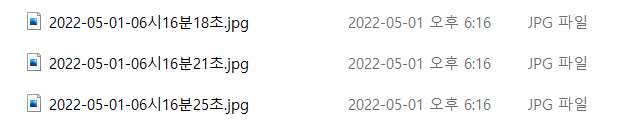 2022-05-01-06시16분18초.jpg 2022-05-01 오후 6:16 JPG 파일
2022-05-01-06시16분21초.jpg 2022-05-01 오후 6:16 JPG 파일
2022-05-01-06시16분25초.jpg 2022-05-01 오후 6:16 JPG 파일